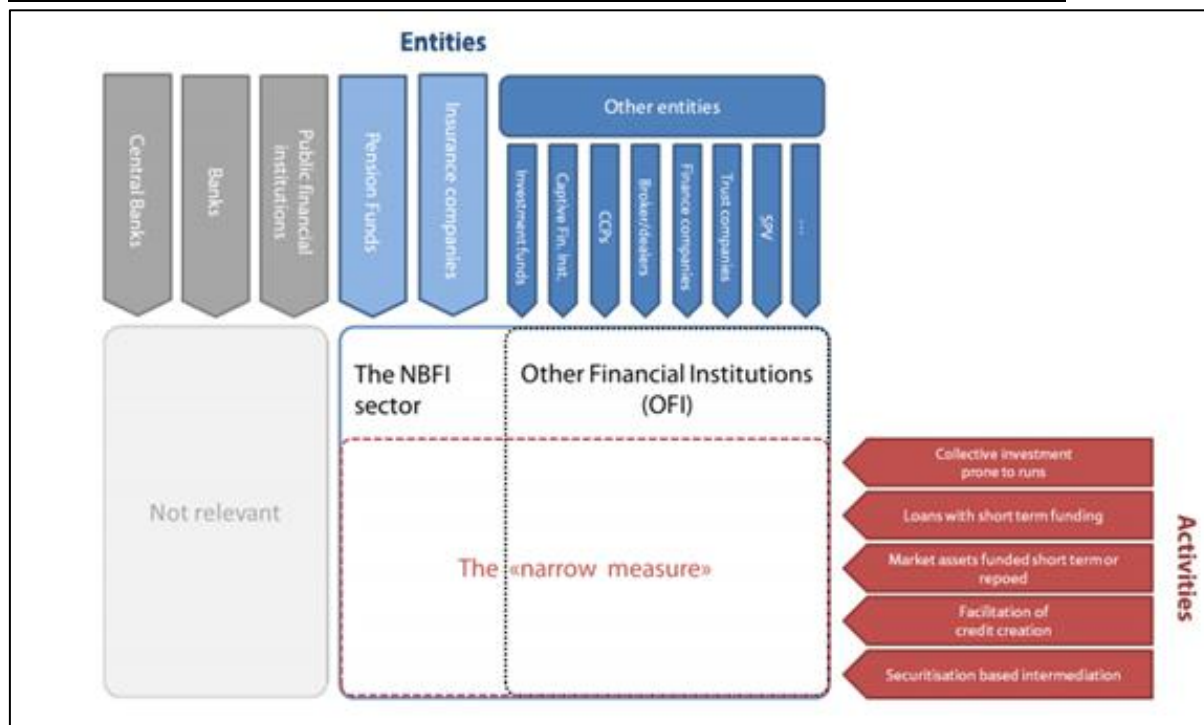 Entities
Central Banks
Banks
Public financial
institutions
Pension Funds
Insurance companies
Other entities
Investment funds
Captive Fin. Inst.
CCPs
Broker/dealers
Finance companies
Trust companies
SPV
...
The NBFI
sector
Other Financial Institutions
(OFI)
Not relevant
The «narrow measure»
Collective investment
prone to runs
Loans with short term funding
Market assets funded short term or
repoed
Facilitation of
credit creation
Securitisation based intermediation
Activities